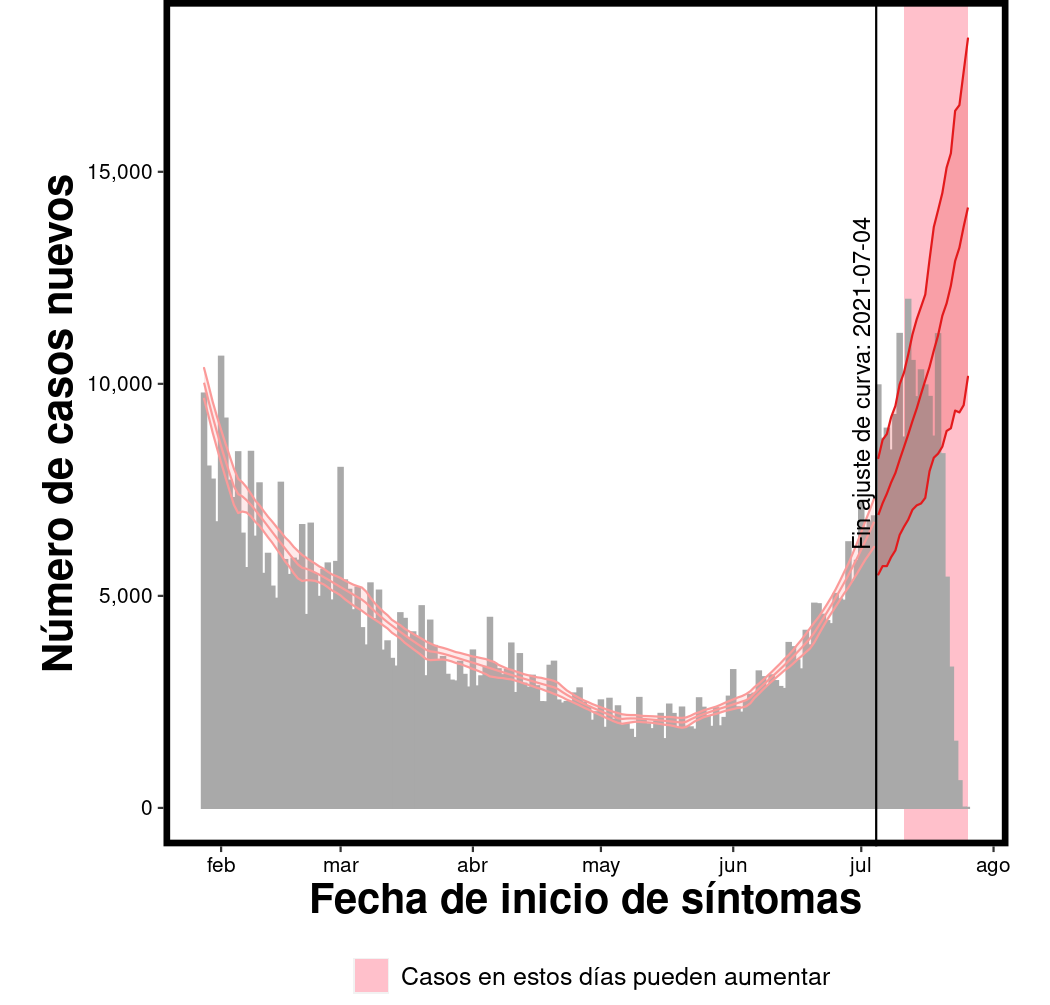 Número de casos nuevos
15,000
10,000
5,000
0
Fin ajuste de curva: 2021-07-04
feb mar abr may jun jul ago
Fecha de inicio de síntomas
Casos en estos días pueden aumentar